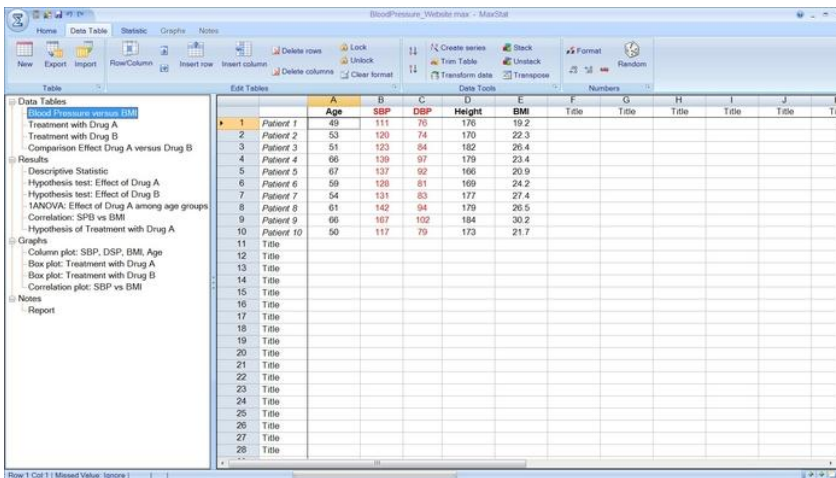 BloodPressure_Website.max - MaxStat
Home Data Table Statistic Graphs Notes
New Export Import Row/Column Insert row Insert column Delete rows Lock Create series Stack Format Random
Unlock Trim Table Unstack
Delete columns Clear format Transform data Transpose
Table Edit Tables Data Tools Numbers
Data Tables
Blood Pressure versus BMI
Treatment with Drug A
Treatment with Drug B
Comparison Effect Drug A versus Drug B
Results
Descriptive Statistic
Hypothesis test: Effect of Drug A
Hypothesis test: Effect of Drug B
1ANOVA: Effect of Drug A among age groups
Correlation: SPB vs BMI
Hypothesis of Treatment with Drug A
Graphs
Column plot: SBP, DSP, BMI, Age
Box plot: Treatment with Drug A
Box plot: Treatment with Drug B
Correlation plot: SBP vs BMI
Notes
Report
A B C D E F G H I J
Age SBP DBP Height BMI Title Title Title Title Title
1 Patient 1 49 111 76 176 19.2
2 Patient 2 53 120 74 170 22.3
3 Patient 3 51 123 84 182 26.4
4 Patient 4 66 139 97 179 23.4
5 Patient 5 67 137 92 166 20.9
6 Patient 6 59 128 81 169 24.2
7 Patient 7 54 131 83 177 27.4
8 Patient 8 61 142 94 179 26.5
9 Patient 9 66 167 102 184 30.2
10 Patient 10 50 117 79 173 21.7
11 Title
12 Title
13 Title
14 Title
15 Title
16 Title
17 Title
18 Title
19 Title
20 Title
21 Title
22 Title
23 Title
24 Title
25 Title
26 Title
27 Title
28 Title
Row 1 Col 1 | Missed Value: Ignore |